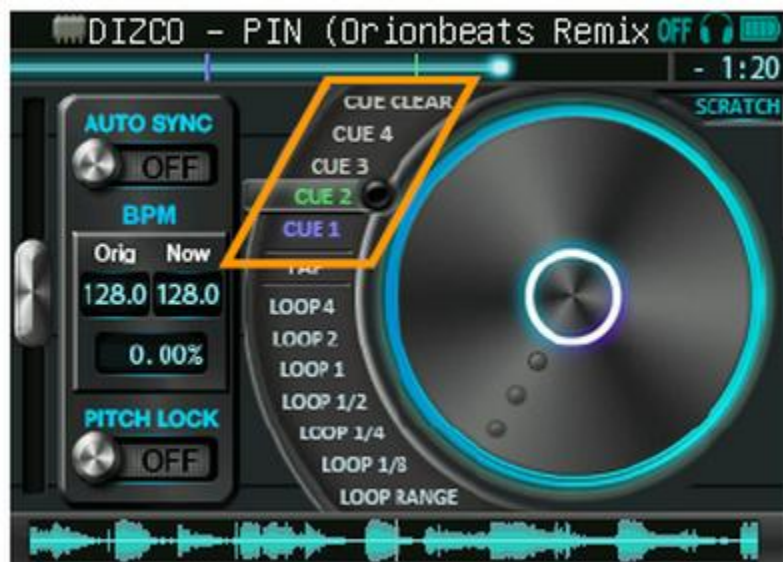 DIZCO - PIN (Orionbeats Remix OFF
- 1:20
SCRATCH
AUTO SYNC
OFF
BPM
Orig Now
128.0 128.0
0.00%
PITCH LOCK
OFF
CUE CLEAR
CUE 4
CUE 3
CUE 2
CUE 1
TAP
LOOP 4
LOOP 2
LOOP 1
LOOP 1/2
LOOP 1/4
LOOP 1/8
LOOP RANGE